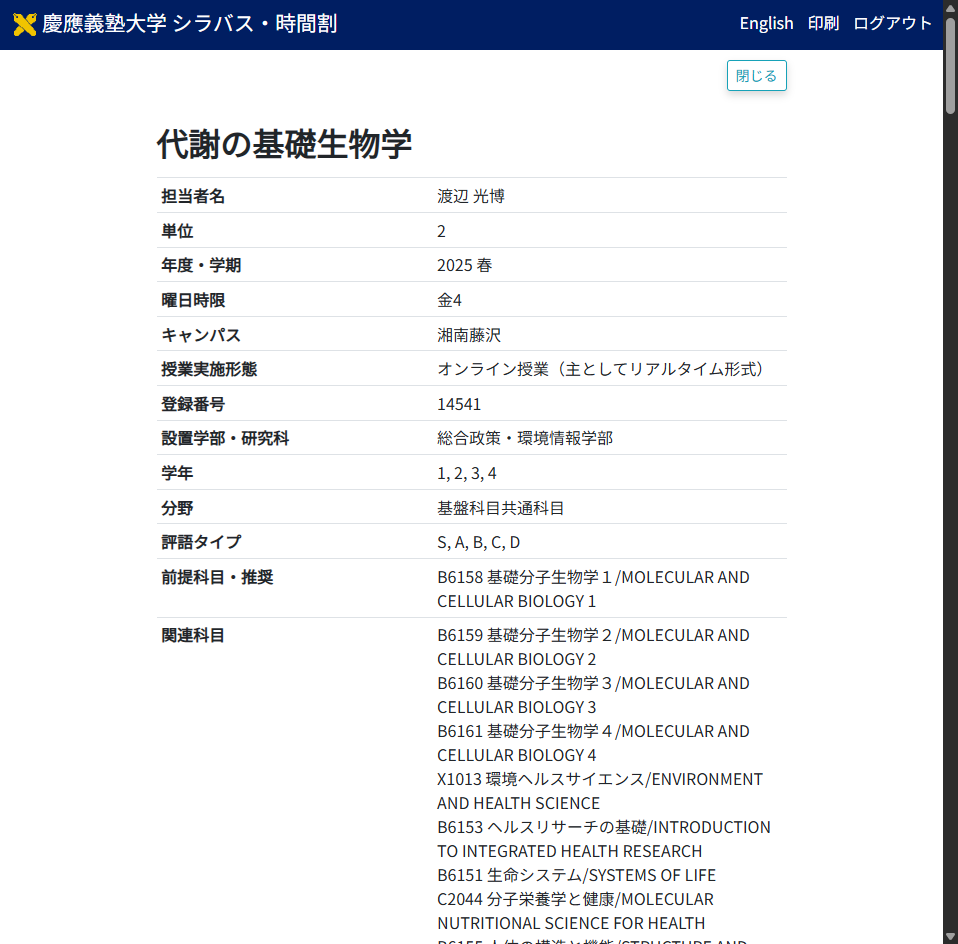 慶應義塾大学 シラバス・時間割
English 印刷 ログアウト
閉じる
代謝の基礎生物学
担当者名 渡辺 光博
単位 2
年度・学期 2025 春
曜日時限 金4
キャンパス 湘南藤沢
授業実施形態 オンライン授業（主としてリアルタイム形式）
登録番号 14541
設置学部・研究科 総合政策・環境情報学部
学年 1, 2, 3, 4
分野 基盤科目共通科目
評語タイプ S, A, B, C, D
前提科目・推奨 B6158 基礎分子生物学１/MOLECULAR AND
CELLULAR BIOLOGY 1
関連科目 B6159 基礎分子生物学２/MOLECULAR AND
CELLULAR BIOLOGY 2
B6160 基礎分子生物学３/MOLECULAR AND
CELLULAR BIOLOGY 3
B6161 基礎分子生物学４/MOLECULAR AND
CELLULAR BIOLOGY 4
X1013 環境ヘルスサイエンス/ENVIRONMENT
AND HEALTH SCIENCE
B6153 ヘルスリサーチの基礎/INTRODUCTION
TO INTEGRATED HEALTH RESEARCH
B6151 生命システム/SYSTEMS OF LIFE
C2044 分子栄養学と健康/MOLECULAR
NUTRITIONAL SCIENCE FOR HEALTH
B6155 人体の構造と機能/STRUCTURE AND